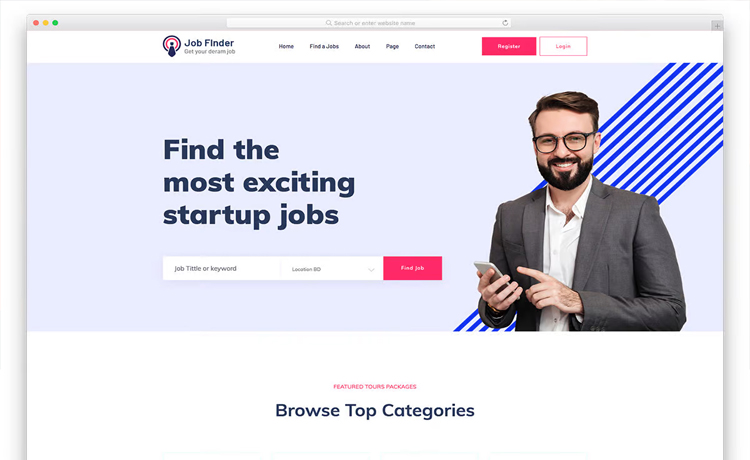 Search or enter website name
Job Finder
Get your deram job
Home
Find a Jobs
About
Page
Contact
Register
Login
Find the
most exciting
startup jobs
Job Tittle or keyword
Location BD
Find Job
FEATURED TOURS PACKAGES
Browse Top Categories